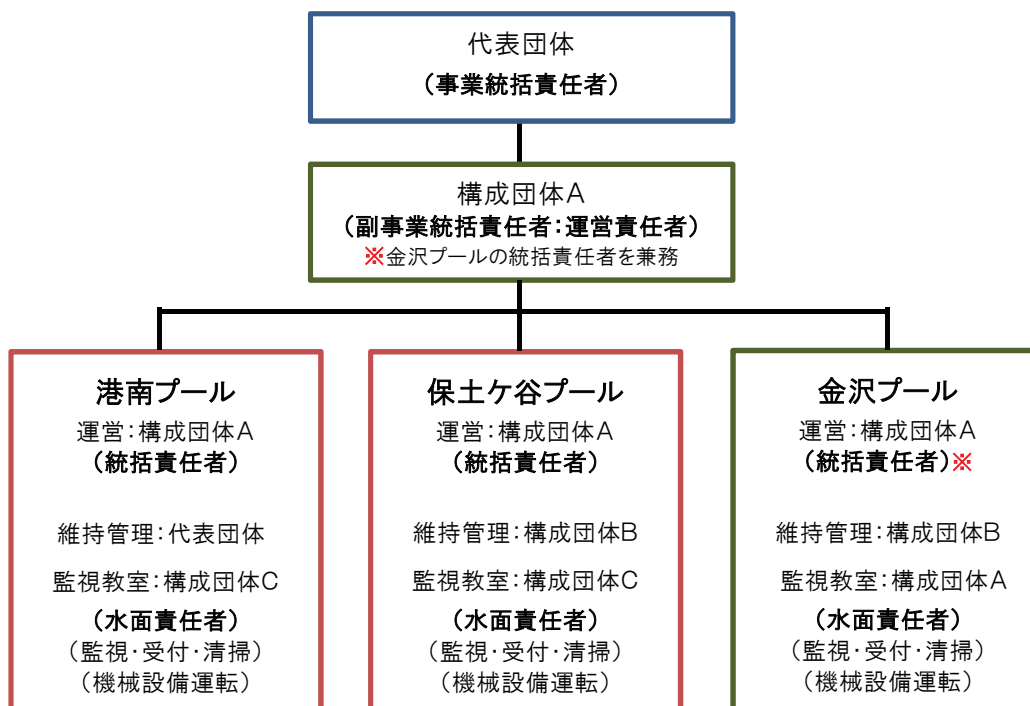 代表団体
（事業統括責任者）
構成団体A
（副事業統括責任者：運営責任者）
※金沢プールの統括責任者を兼務
港南プール
運営：構成団体A
（統括責任者）
維持管理：代表団体
監視教室：構成団体C
（水面責任者）
（監視・受付・清掃）
（機械設備運転）
保土ケ谷プール
運営：構成団体A
（統括責任者）
維持管理：構成団体B
監視教室：構成団体C
（水面責任者）
（監視・受付・清掃）
（機械設備運転）
金沢プール
運営：構成団体A
（統括責任者）※
維持管理：構成団体B
監視教室：構成団体A
（水面責任者）
（監視・受付・清掃）
（機械設備運転）